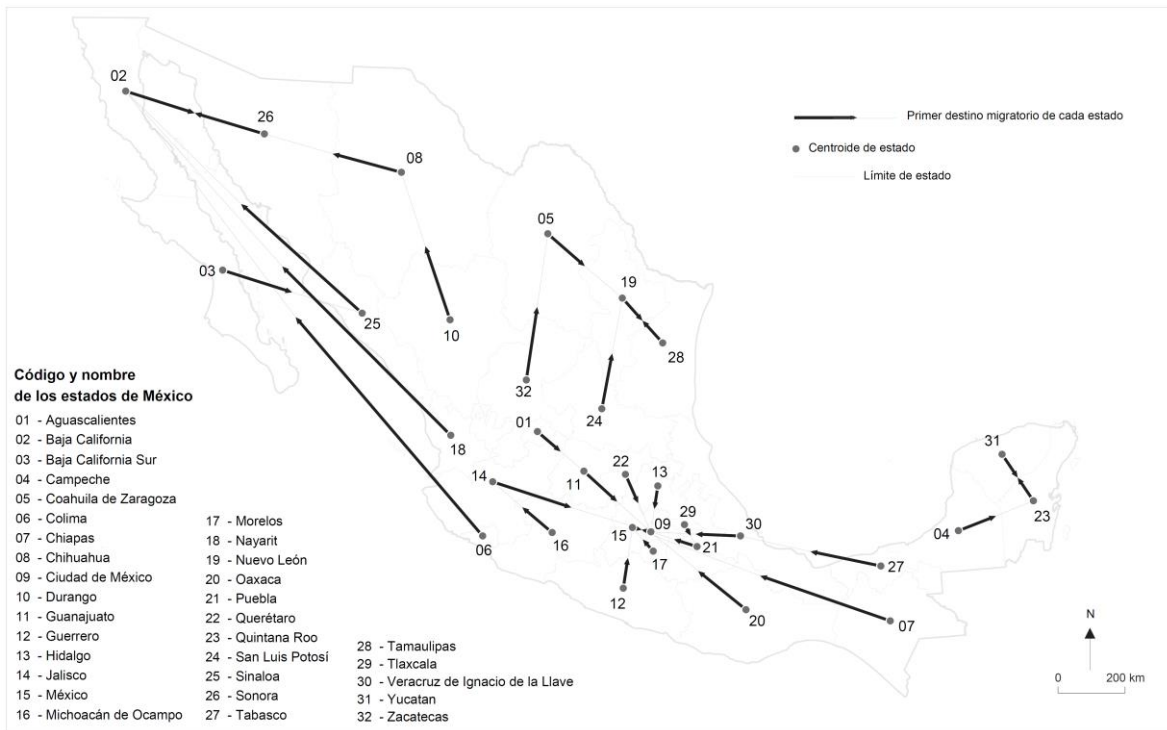 02
26
08
Primer destino migratorio de cada estado
Centroide de estado
Límite de estado
05
03
19
25
10
28
32
24
01
18
14
11
22
13
31
06
16
15
09
29
30
17
21
12
20
27
07
04
23
Código y nombre
de los estados de México
01 - Aguascalientes
02 - Baja California
03 - Baja California Sur
04 - Campeche
05 - Coahuila de Zaragoza
06 - Colima
07 - Chiapas
08 - Chihuahua
09 - Ciudad de México
10 - Durango
11 - Guanajuato
12 - Guerrero
13 - Hidalgo
14 - Jalisco
15 - México
16 - Michoacán de Ocampo
17 - Morelos
18 - Nayarit
19 - Nuevo León
20 - Oaxaca
21 - Puebla
22 - Querétaro
23 - Quintana Roo
24 - San Luis Potosí
25 - Sinaloa
26 - Sonora
27 - Tabasco
28 - Tamaulipas
29 - Tlaxcala
30 - Veracruz de Ignacio de la Llave
31 - Yucatan
32 - Zacatecas
N
0 200 km